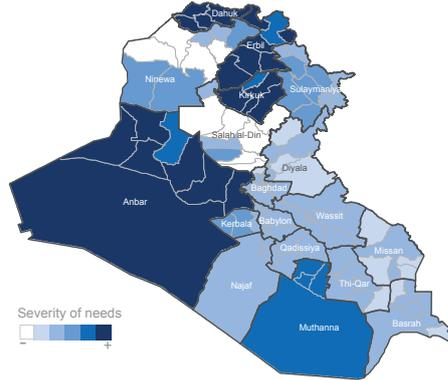 Dahuk
Erbil
Ninewa
Kirkuk
Sulaymaniya
Salah al-Din
Diyala
Baghdad
Anbar
Kerbala
Babylon
Wassit
Qadissiya
Missan
Najaf
Thi-Qar
Muthanna
Basrah
Severity of needs
− +